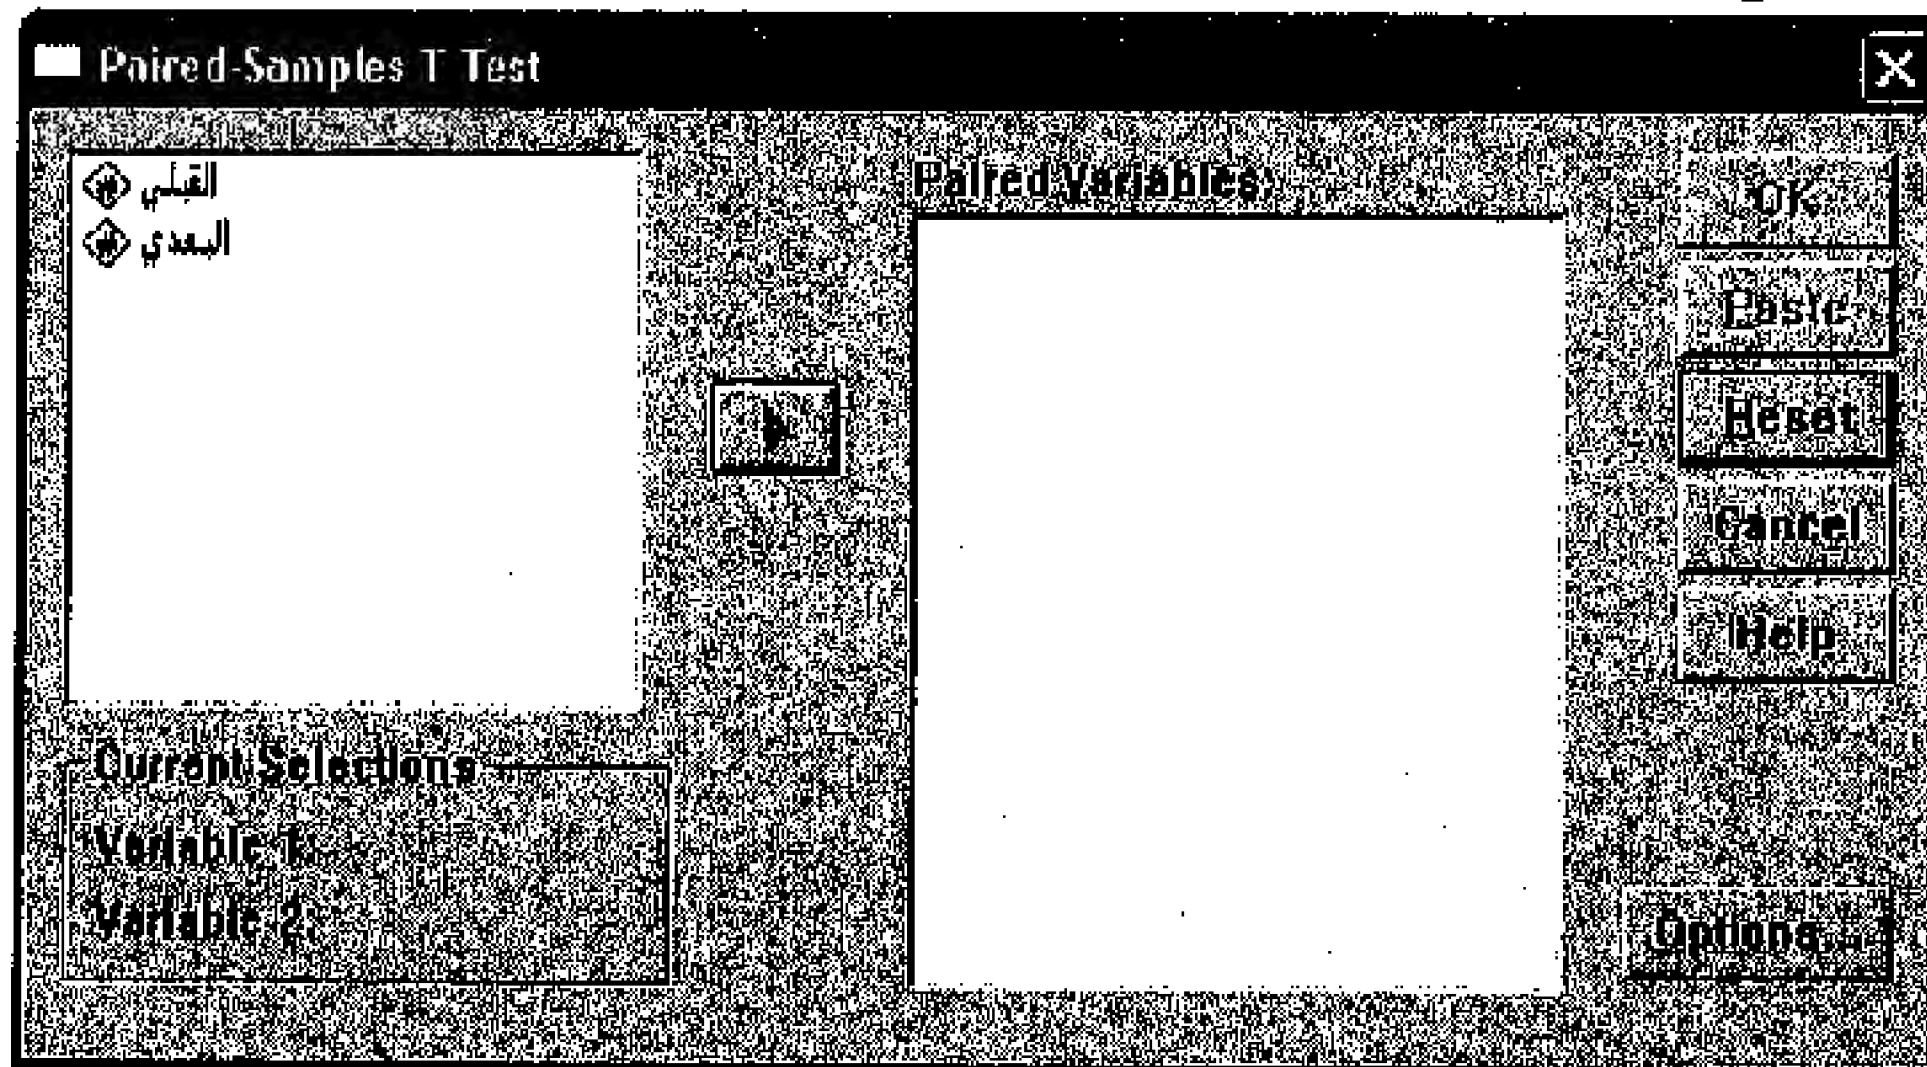 Paired-Samples T Test
القبلي
البعدي
Paired Variables:
OK
Paste
Reset
Cancel
Help
Current Selections
Variable 1:
Variable 2:
Options...